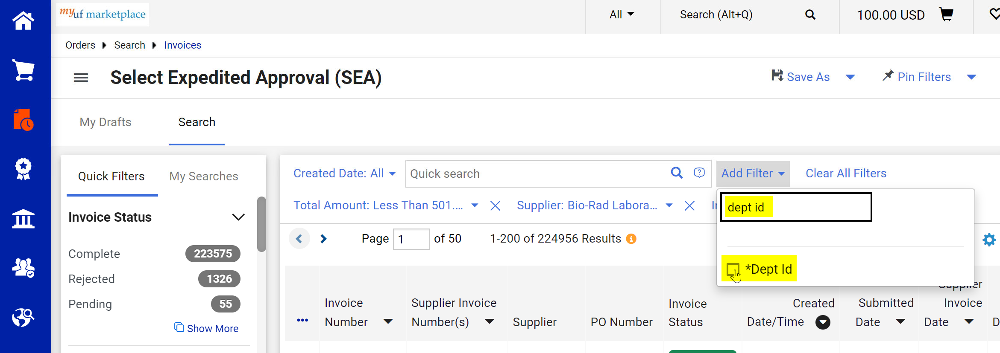 myuf marketplace
All
Search (Alt+Q)
100.00 USD
Orders Search Invoices
Select Expedited Approval (SEA)
Save As
Pin Filters
My Drafts
Search
Quick Filters
My Searches
Invoice Status
Complete 223575
Rejected 1326
Pending 55
Show More
Created Date: All
Quick search
Add Filter
Clear All Filters
Total Amount: Less Than 501....
Supplier: Bio-Rad Labora...
dept id
*Dept Id
Page 1 of 50
1-200 of 224956 Results
Invoice
Number
Supplier Invoice
Number(s)
Supplier
PO Number
Invoice
Status
Created
Date/Time
Submitted
Date
Supplier
Invoice
Date